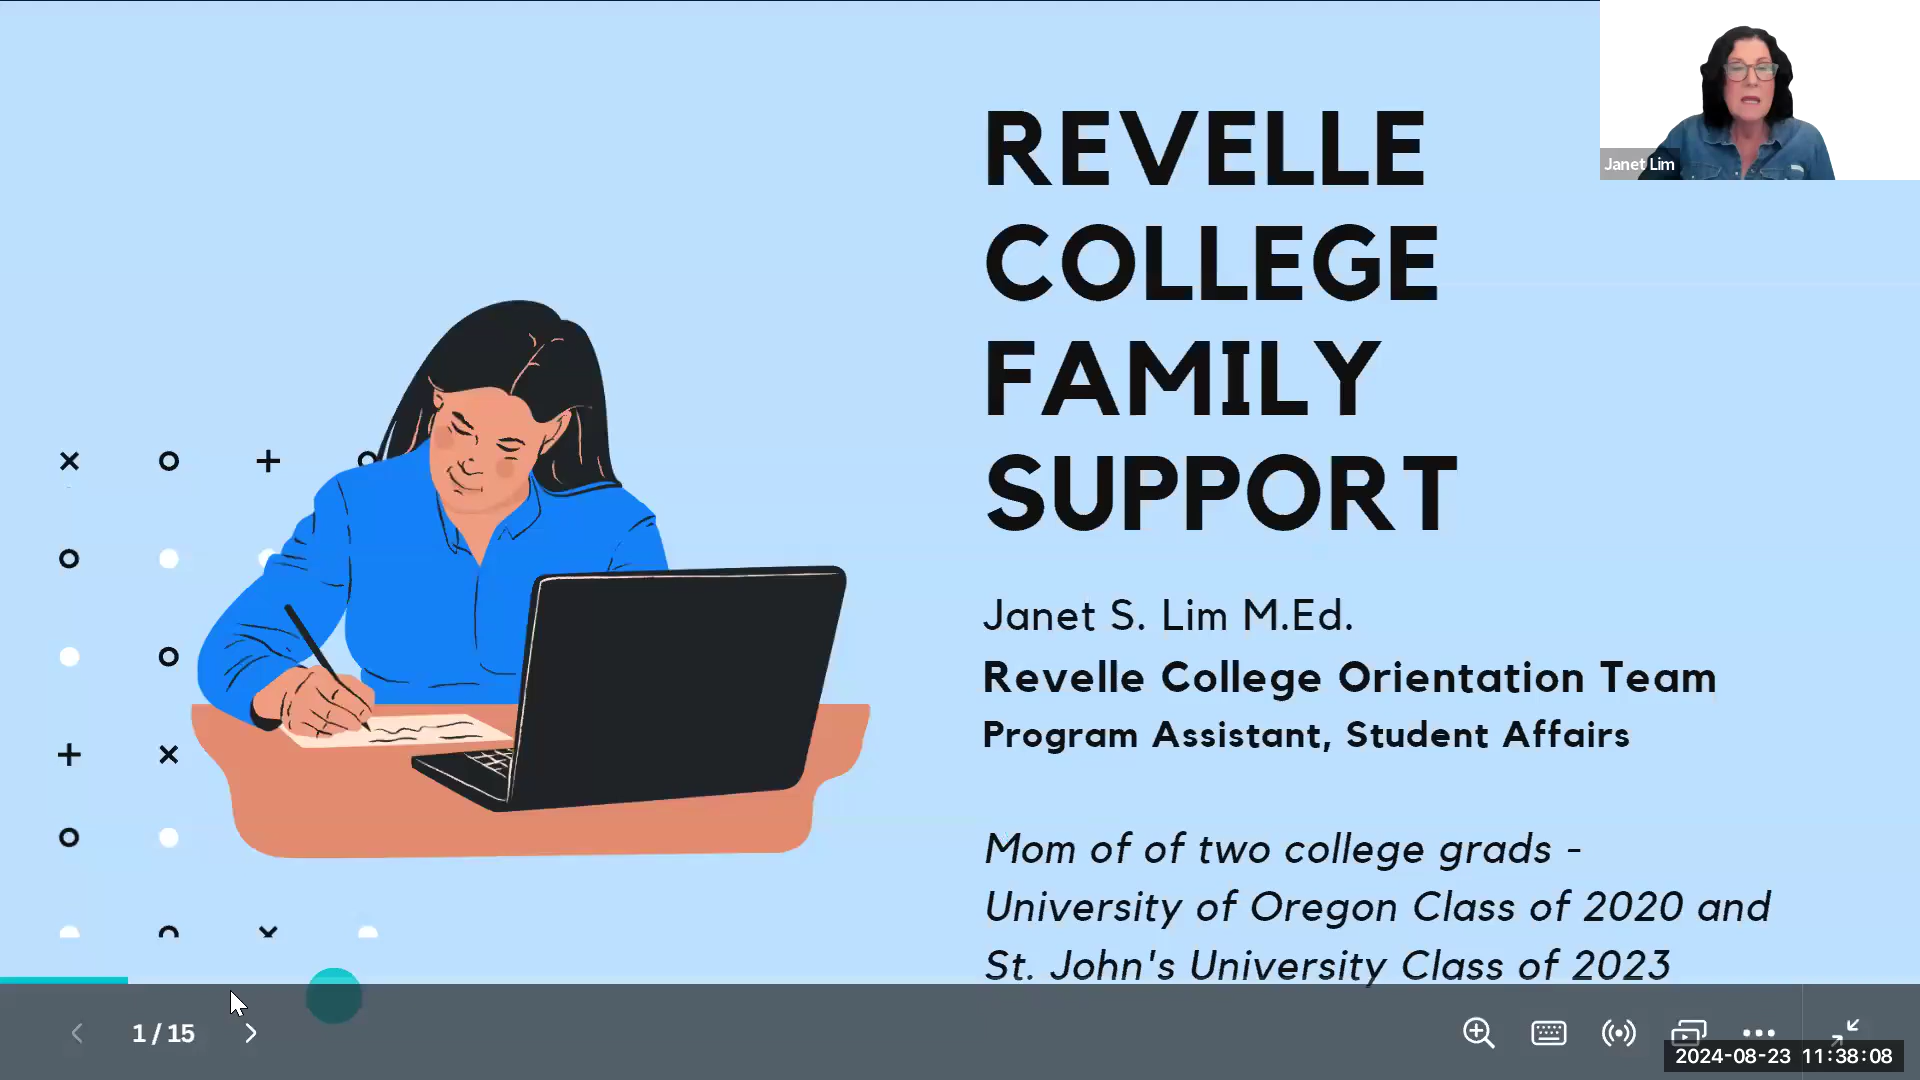 REVELLE
COLLEGE
FAMILY
SUPPORT
Janet Lim
Janet S. Lim M.Ed.
Revelle College Orientation Team
Program Assistant, Student Affairs
Mom of of two college grads -
University of Oregon Class of 2020 and
St. John's University Class of 2023
1 / 15
2024-08-23 11:38:08